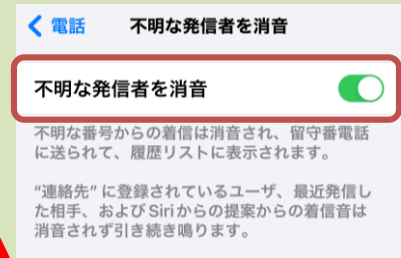 電話 不明な発信者を消音
不明な発信者を消音
不明な番号からの着信は消音され、留守番電話
に送られて、履歴リストに表示されます。
“連絡先” に登録されているユーザ、最近発信し
た相手、および Siri からの提案からの着信音は
消音されず引き続き鳴ります。